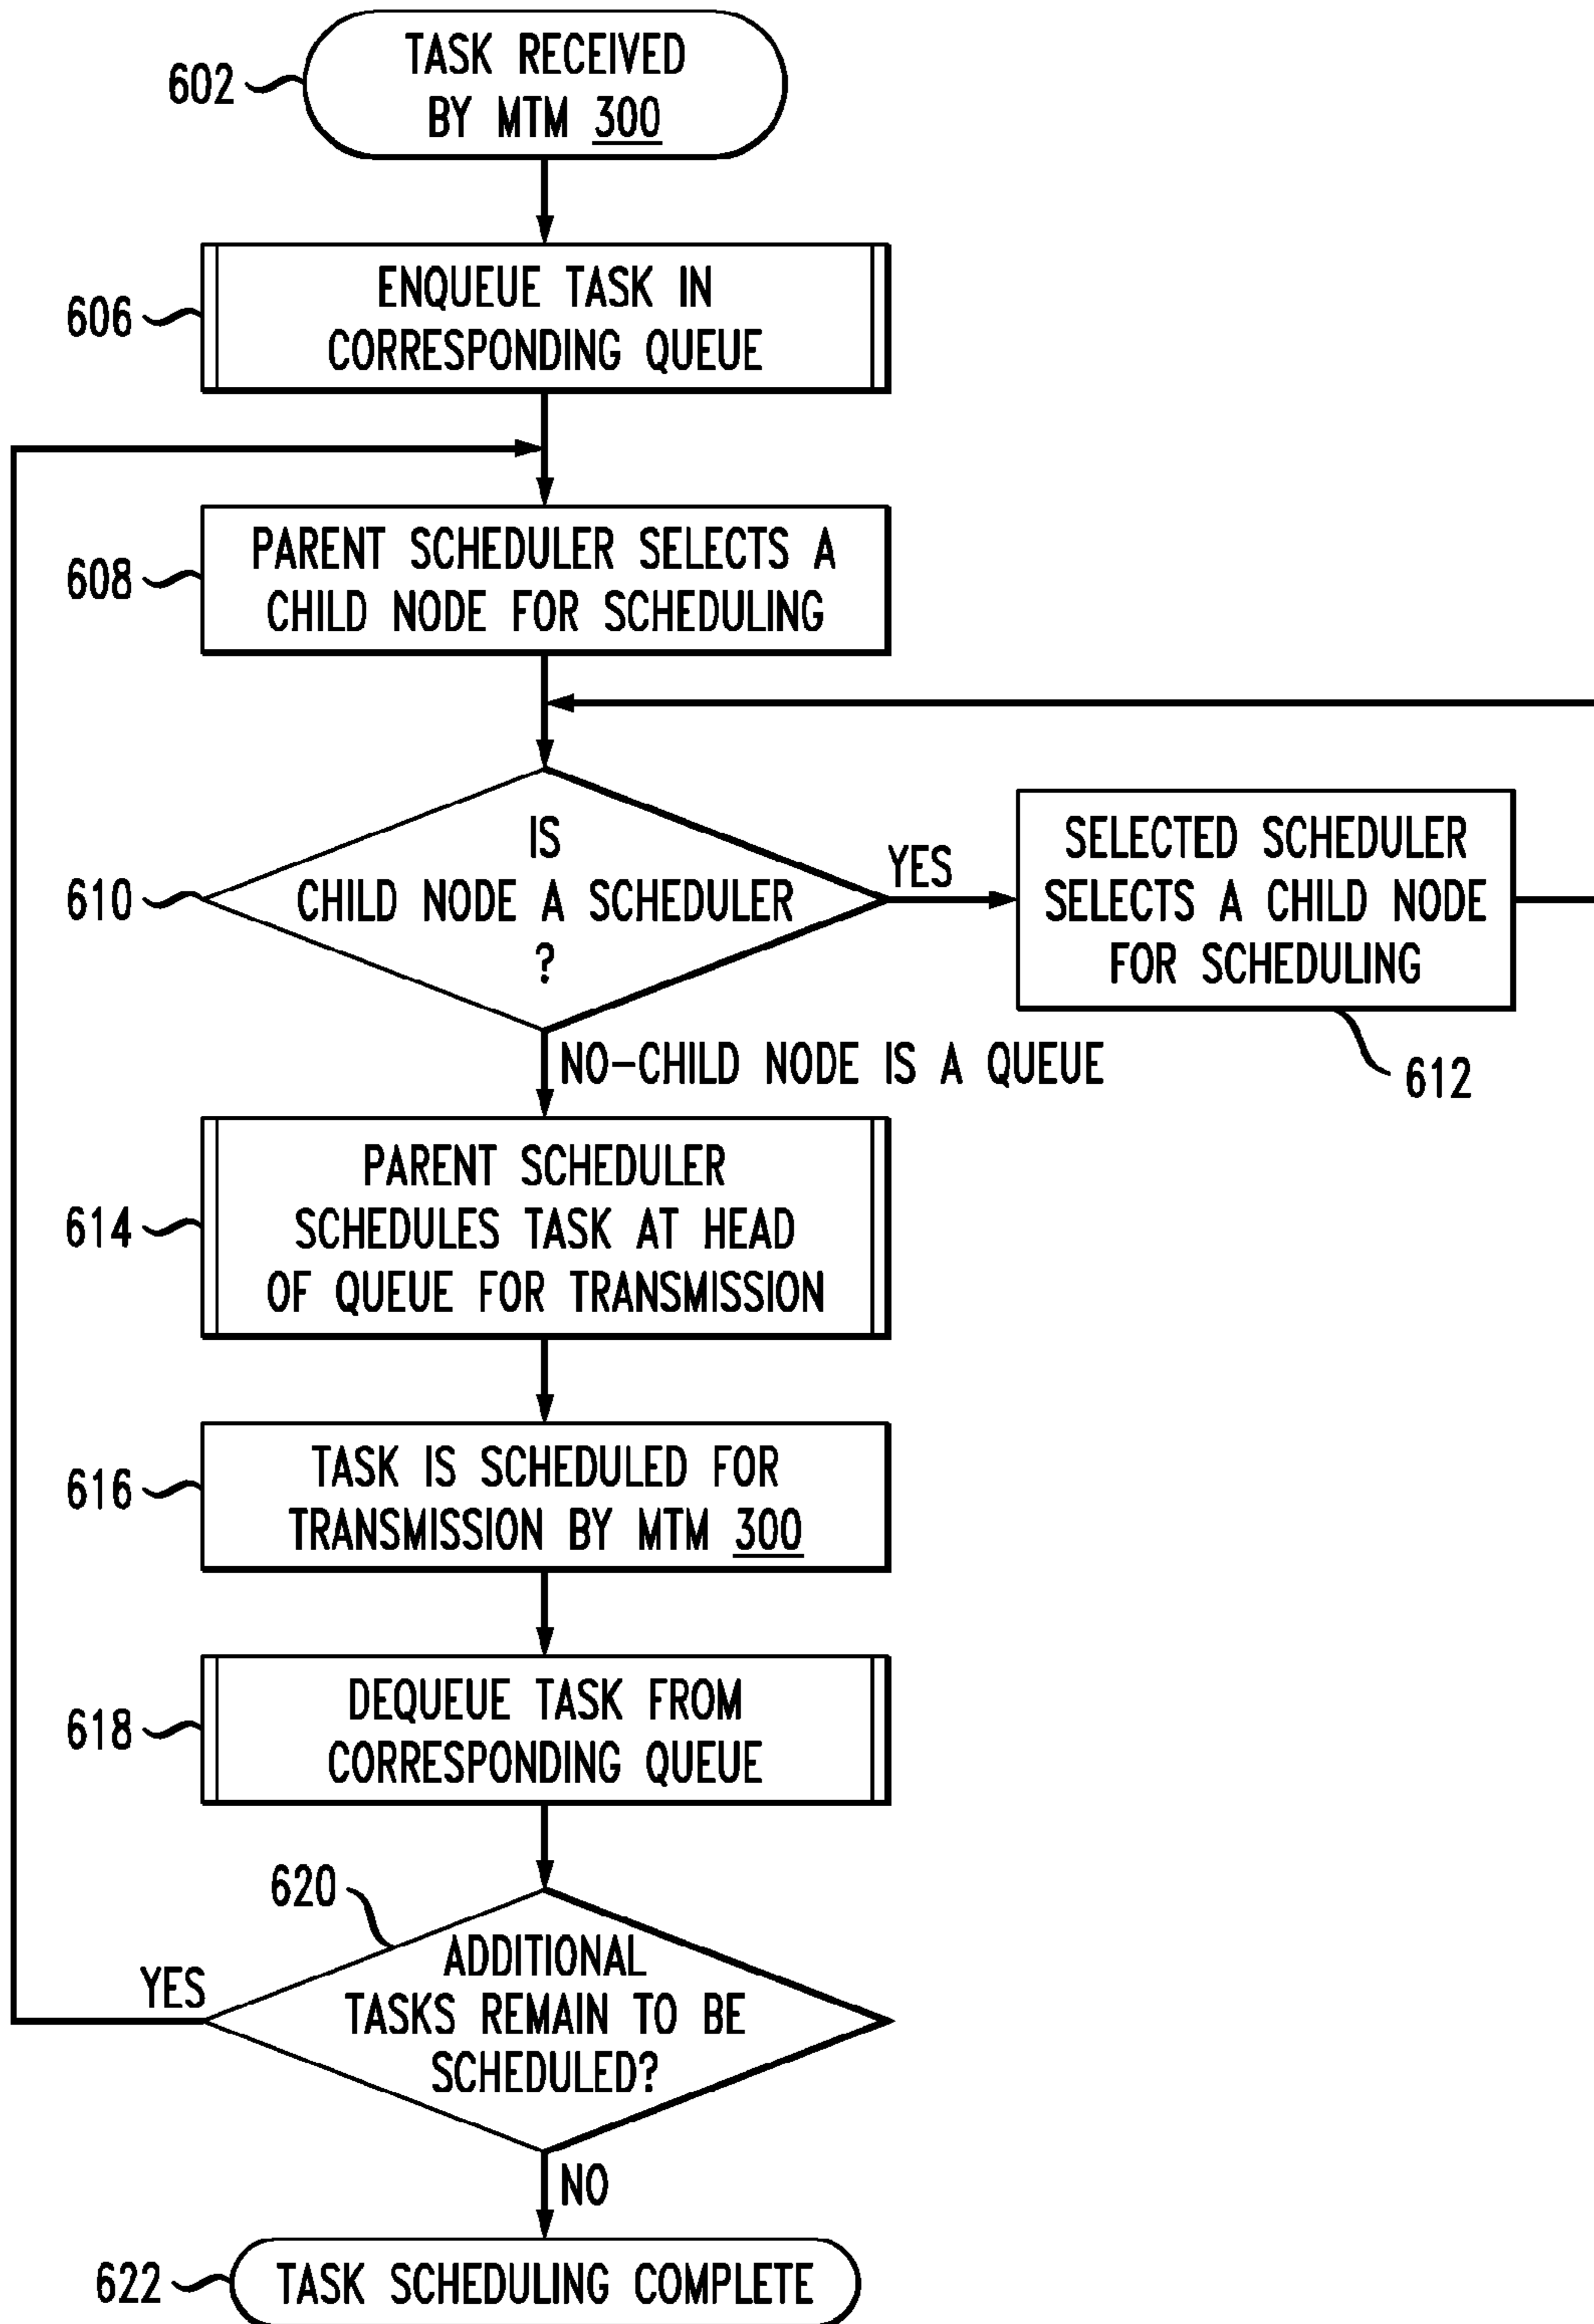 602
TASK RECEIVED
BY MTM 300
606
ENQUEUE TASK IN
CORRESPONDING QUEUE
608
PARENT SCHEDULER SELECTS A
CHILD NODE FOR SCHEDULING
610
IS
CHILD NODE A SCHEDULER
?
YES
SELECTED SCHEDULER
SELECTS A CHILD NODE
FOR SCHEDULING
612
NO-CHILD NODE IS A QUEUE
614
PARENT SCHEDULER
SCHEDULES TASK AT HEAD
OF QUEUE FOR TRANSMISSION
616
TASK IS SCHEDULED FOR
TRANSMISSION BY MTM 300
618
DEQUEUE TASK FROM
CORRESPONDING QUEUE
620
ADDITIONAL
TASKS REMAIN TO BE
SCHEDULED?
YES
NO
622
TASK SCHEDULING COMPLETE